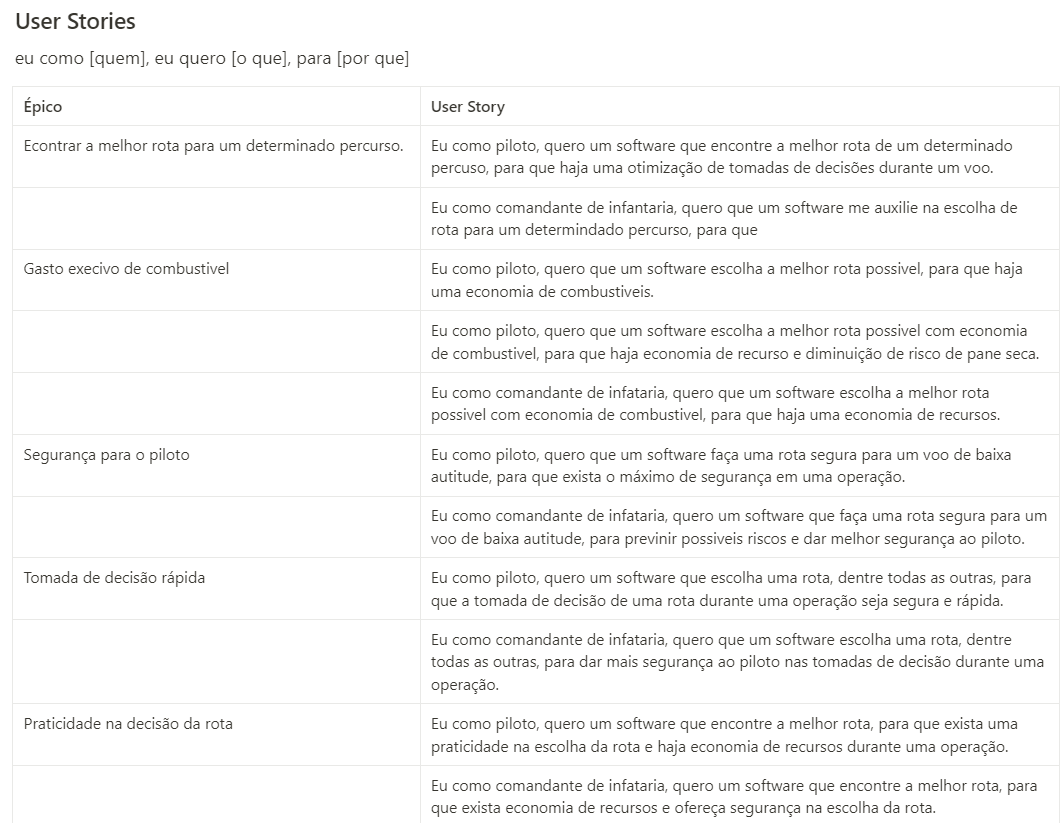 User Stories
eu como [quem], eu quero [o que], para [por que]
Épico
User Story
Econtrar a melhor rota para um determinado percurso.
Eu como piloto, quero um software que encontre a melhor rota de um determinado
percuso, para que haja uma otimização de tomadas de decisões durante um voo.
Eu como comandante de infantaria, quero que um software me auxilie na escolha de
rota para um determindado percurso, para que
Gasto execivo de combustivel
Eu como piloto, quero que um software escolha a melhor rota possivel, para que haja
uma economia de combustiveis.
Eu como piloto, quero que um software escolha a melhor rota possivel com economia
de combustivel, para que haja economia de recurso e diminuição de risco de pane seca.
Eu como comandante de infataria, quero que um software escolha a melhor rota
possivel com economia de combustivel, para que haja uma economia de recursos.
Segurança para o piloto
Eu como piloto, quero que um software faça uma rota segura para um voo de baixa
autitude, para que exista o máximo de segurança em uma operação.
Eu como comandante de infataria, quero um software que faça uma rota segura para um
voo de baixa autitude, para previnir possiveis riscos e dar melhor segurança ao piloto.
Tomada de decisão rápida
Eu como piloto, quero um software que escolha uma rota, dentre todas as outras, para
que a tomada de decisão de uma rota durante uma operação seja segura e rápida.
Eu como comandante de infataria, quero que um software escolha uma rota, dentre
todas as outras, para dar mais segurança ao piloto nas tomadas de decisão durante uma
operação.
Praticidade na decisão da rota
Eu como piloto, quero um software que encontre a melhor rota, para que exista uma
praticidade na escolha da rota e haja economia de recursos durante uma operação.
Eu como comandante de infataria, quero um software que encontre a melhor rota, para
que exista economia de recursos e ofereça segurança na escolha da rota.